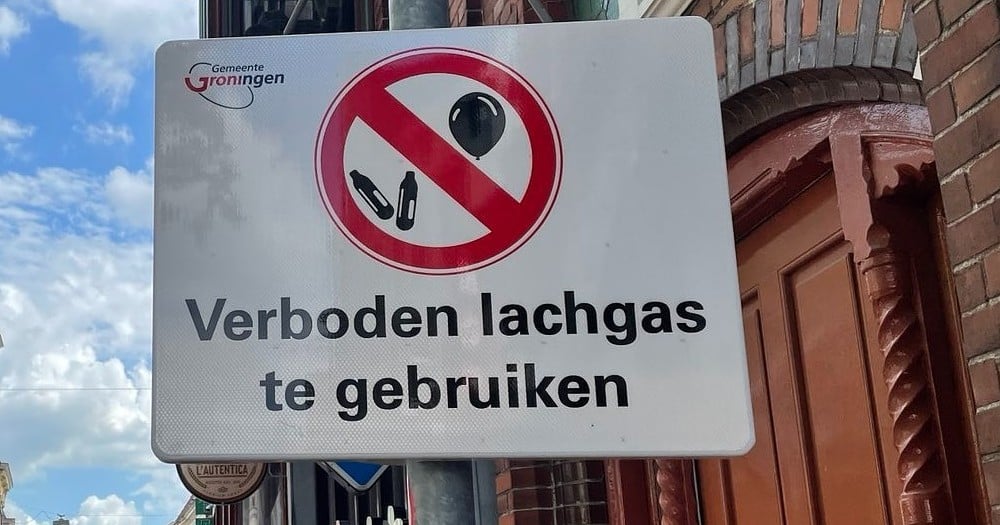 Gemeente
Groningen
Verboden lachgas
te gebruiken
L'AUTENTICA